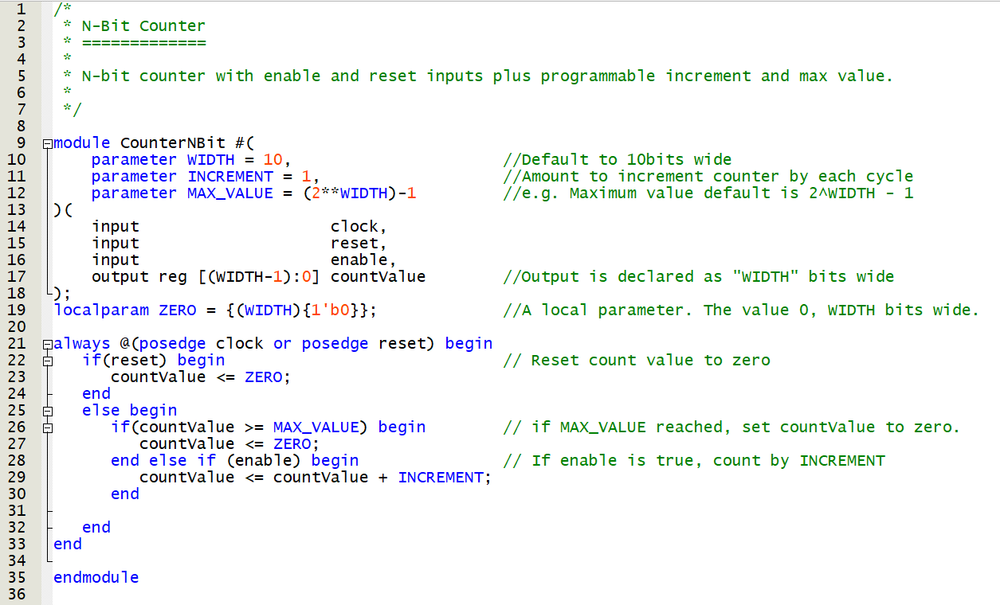 1 /*
2  * N-Bit Counter
3  * =============
4  *
5  * N-bit counter with enable and reset inputs plus programmable increment and max value.
6  *
7  */
8
9 module CounterNBit #(
10     parameter WIDTH = 10,                      //Default to 10bits wide
11     parameter INCREMENT = 1,                   //Amount to increment counter by each cycle
12     parameter MAX_VALUE = (2**WIDTH)-1         //e.g. Maximum value default is 2^WIDTH - 1
13 )(
14     input                    clock,
15     input                    reset,
16     input                    enable,
17     output reg [(WIDTH-1):0] countValue        //Output is declared as "WIDTH" bits wide
18 );
19 localparam ZERO = {(WIDTH){1'b0}};             //A local parameter. The value 0, WIDTH bits wide.
20
21 always @(posedge clock or posedge reset) begin
22    if(reset) begin                             // Reset count value to zero
23       countValue <= ZERO;
24    end
25    else begin
26       if(countValue >= MAX_VALUE) begin        // if MAX_VALUE reached, set countValue to zero.
27          countValue <= ZERO;
28       end else if (enable) begin               // If enable is true, count by INCREMENT
29          countValue <= countValue + INCREMENT;
30       end
31
32    end
33 end
34
35 endmodule
36